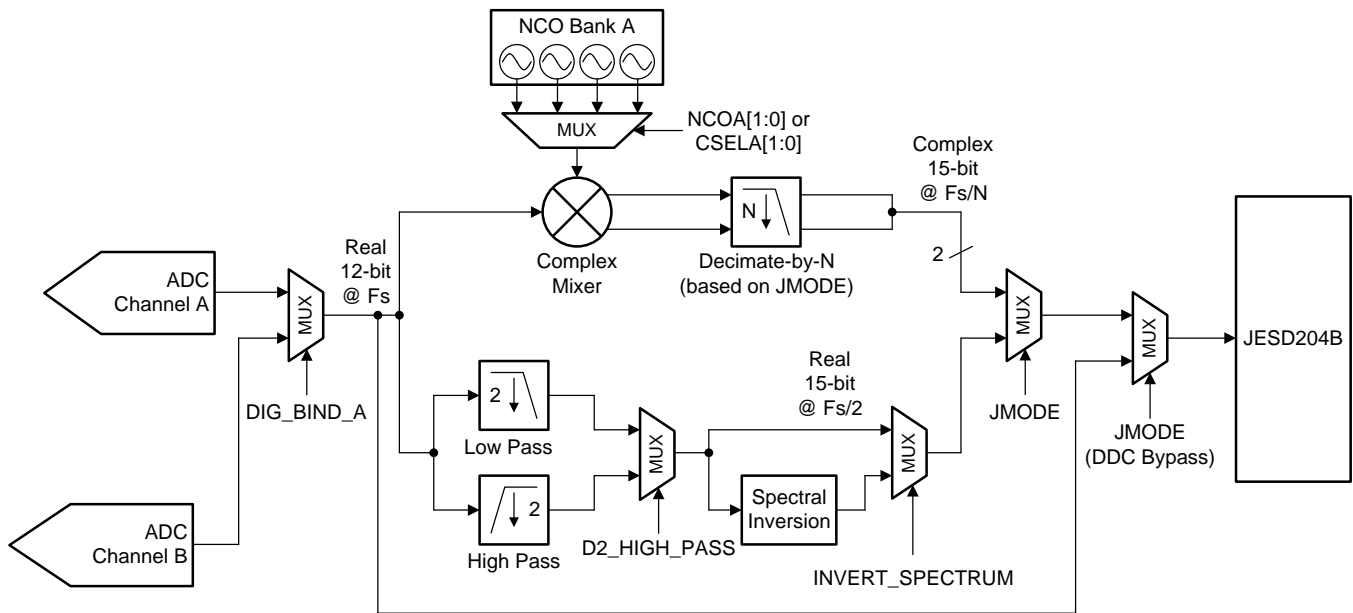 NCO Bank A
MUX
NCOA[1:0] or
CSELA[1:0]
Complex
15-bit
@ Fs/N
N
Complex
Mixer
Decimate-by-N
(based on JMODE)
2
Real
12-bit
@ Fs
ADC
Channel A
MUX
DIG_BIND_A
MUX
JMODE
MUX
JMODE
(DDC Bypass)
JESD204B
2
Low Pass
2
High Pass
MUX
D2_HIGH_PASS
Real
15-bit
@ Fs/2
Spectral
Inversion
MUX
INVERT_SPECTRUM
ADC
Channel B